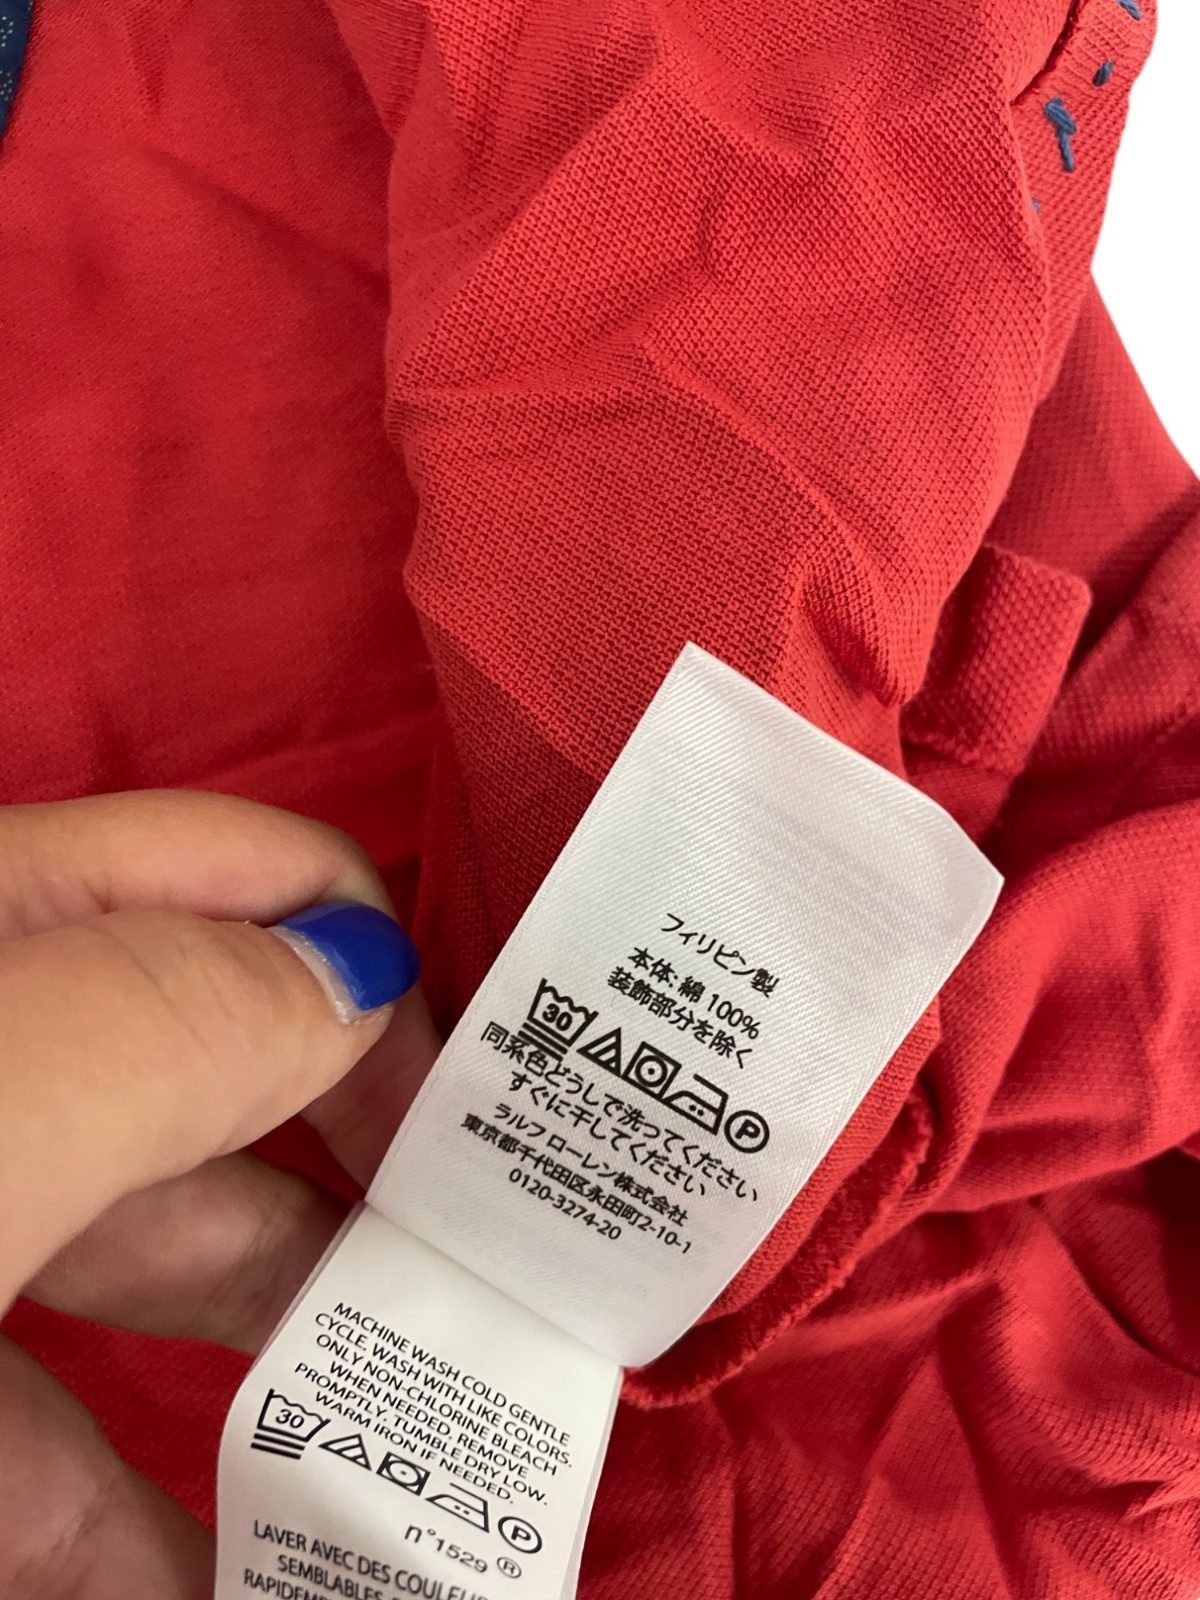 フィリピン製
本体: 綿 100%
装飾部分を除く
30 P
同系色どうしで洗ってください
すぐに干してください
ラルフ ローレン株式会社
東京都千代田区永田町2-10-1
0120-3274-20
MACHINE WASH COLD GENTLE
CYCLE. WASH WITH LIKE COLORS.
ONLY NON-CHLORINE BLEACH
WHEN NEEDED. REMOVE
PROMPTLY. TUMBLE DRY LOW.
WARM IRON IF NEEDED.
30 P
n°1529 ®
LAVER AVEC DES
SEMBLABLES.